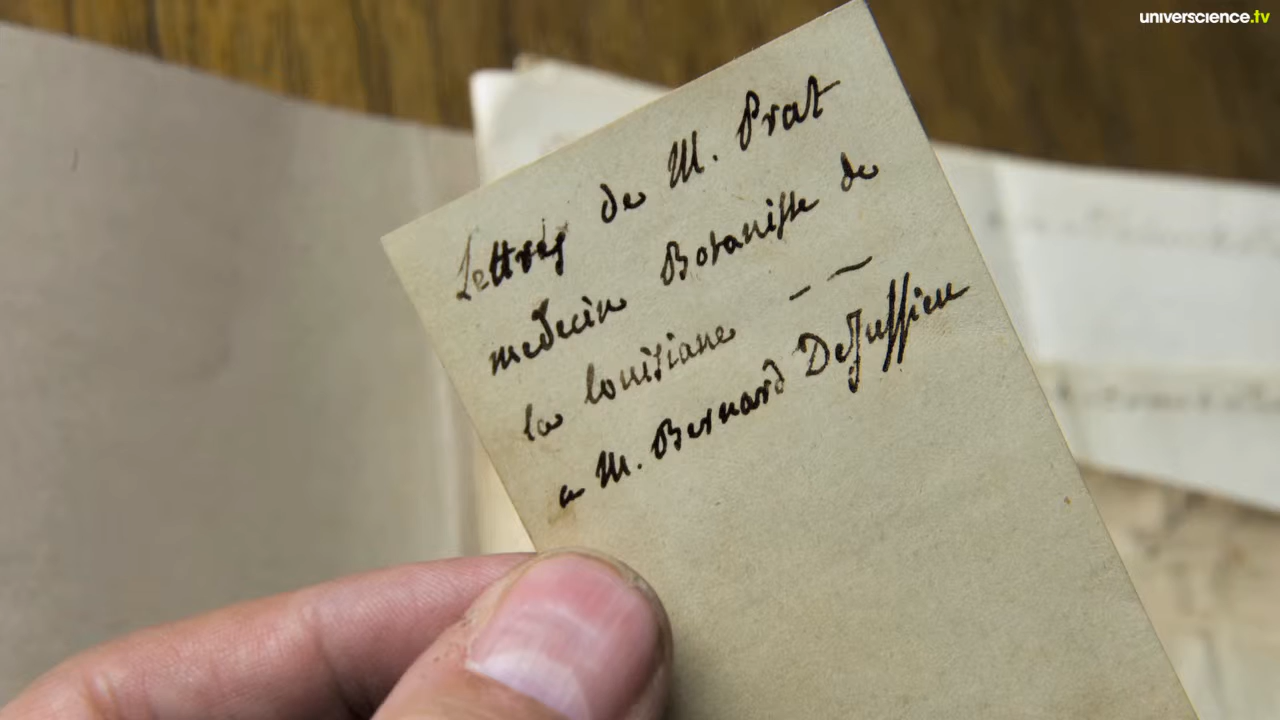 universcience.tv
Lettres de M. Prat
medecin Botaniste de
la louisiane - -
a M. Bernard DeJussieu